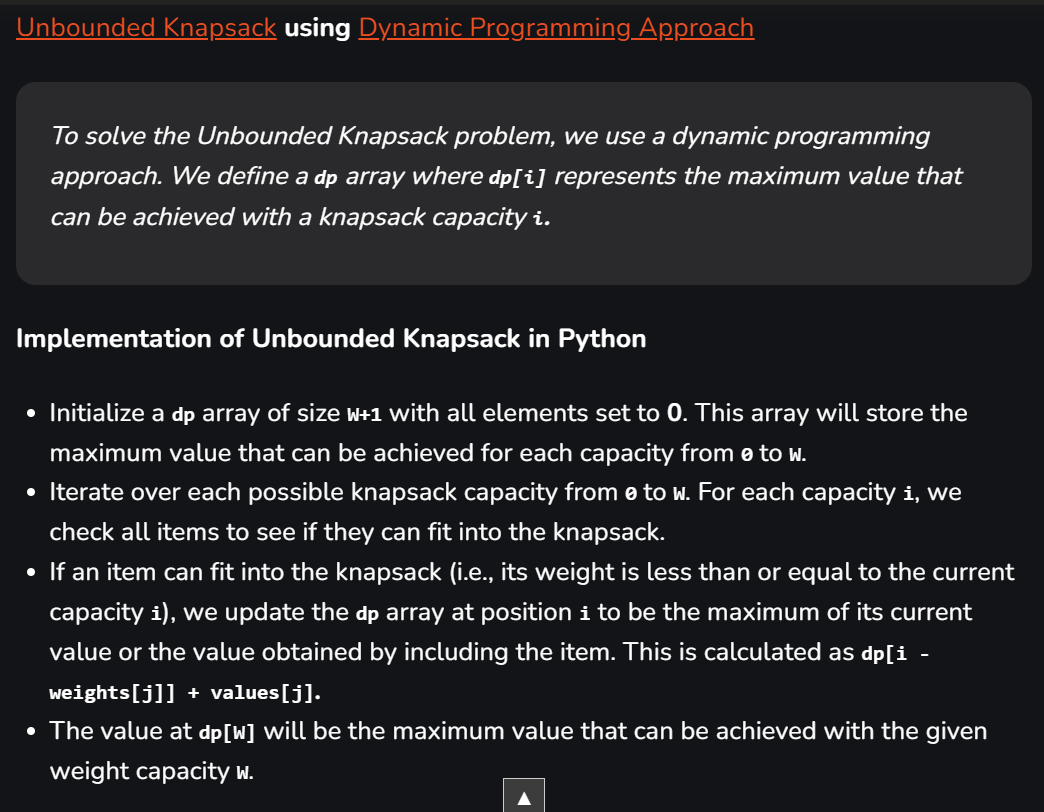 Unbounded Knapsack using Dynamic Programming Approach
To solve the Unbounded Knapsack problem, we use a dynamic programming
approach. We define a dp array where dp[i] represents the maximum value that
can be achieved with a knapsack capacity i.
Implementation of Unbounded Knapsack in Python
• Initialize a dp array of size W+1 with all elements set to 0. This array will store the
maximum value that can be achieved for each capacity from 0 to W.
• Iterate over each possible knapsack capacity from 0 to W. For each capacity i, we
check all items to see if they can fit into the knapsack.
• If an item can fit into the knapsack (i.e., its weight is less than or equal to the current
capacity i), we update the dp array at position i to be the maximum of its current
value or the value obtained by including the item. This is calculated as dp[i -
weights[j]] + values[j].
• The value at dp[W] will be the maximum value that can be achieved with the given
weight capacity W.
▲